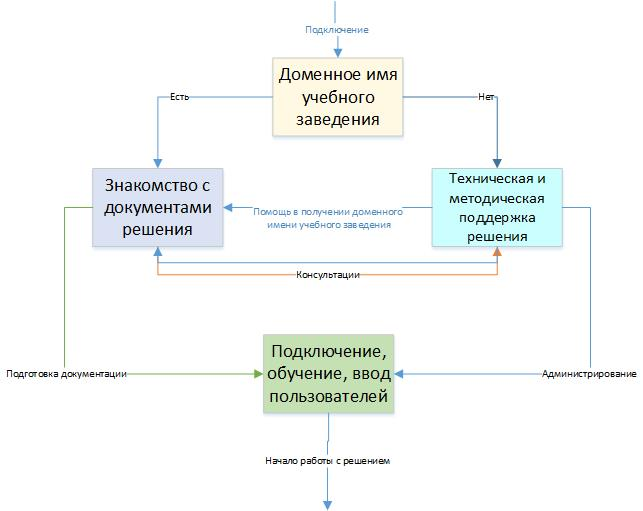 Подключение
Доменное имя
учебного
заведения
Есть
Нет
Знакомство с
документами
решения
Техническая и
методическая
поддержка
решения
Помощь в получении доменного
имени учебного заведения
Консультации
Подключение,
обучение, ввод
пользователей
Подготовка документации
Администрирование
Начало работы с решением